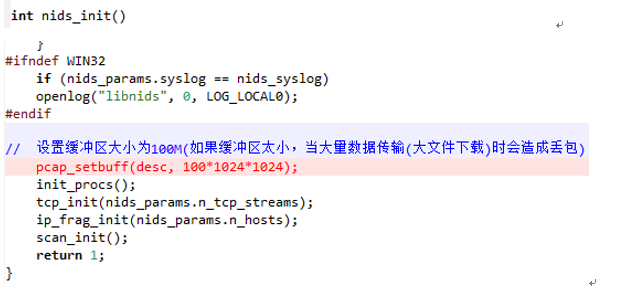 int nids_init()
}
#ifndef WIN32
if (nids_params.syslog == nids_syslog)
openlog("libnids", 0, LOG_LOCAL0);
#endif
// 设置缓冲区大小为100M(如果缓冲区太小，当大量数据传输(大文件下载)时会造成丢包)
pcap_setbuff(desc, 100*1024*1024);
init_procs();
tcp_init(nids_params.n_tcp_streams);
ip_frag_init(nids_params.n_hosts);
scan_init();
return 1;
}